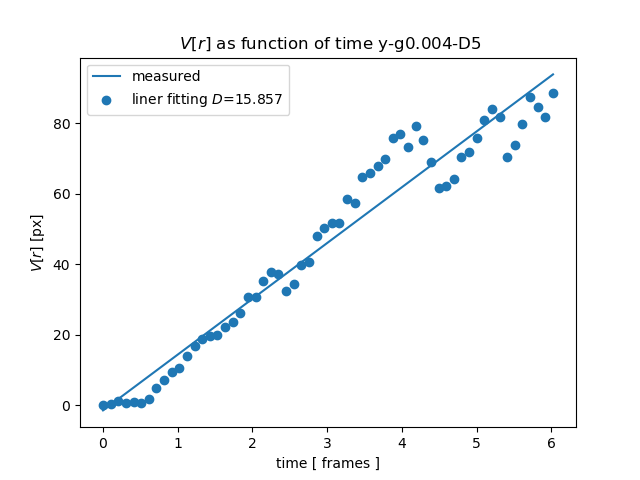 V[r] as function of time y-g0.004-D5
measured
liner fitting D=15.857
80
60
40
20
0
V[r] [px]
0 1 2 3 4 5 6
time [ frames ]